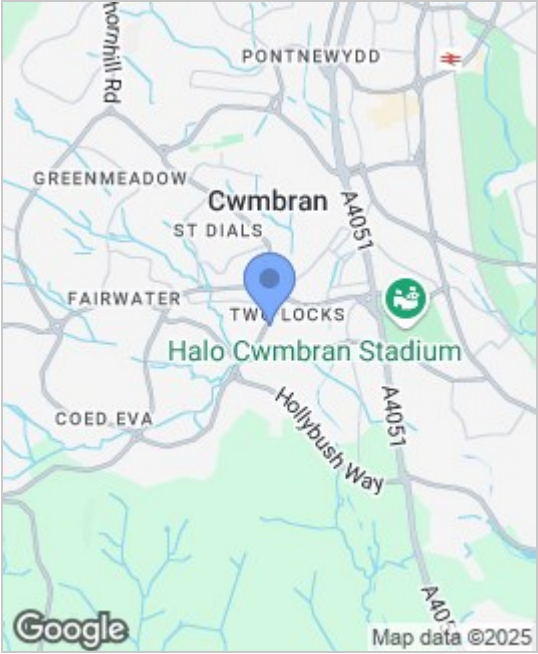 Thornhill Rd
PONTNEWYDD
GREENMEADOW
Cwmbran
A4051
ST DIALS
FAIRWATER
TWO LOCKS
Halo Cwmbran Stadium
COED EVA
Hollybush Way
A4051
Google
Map data ©2025